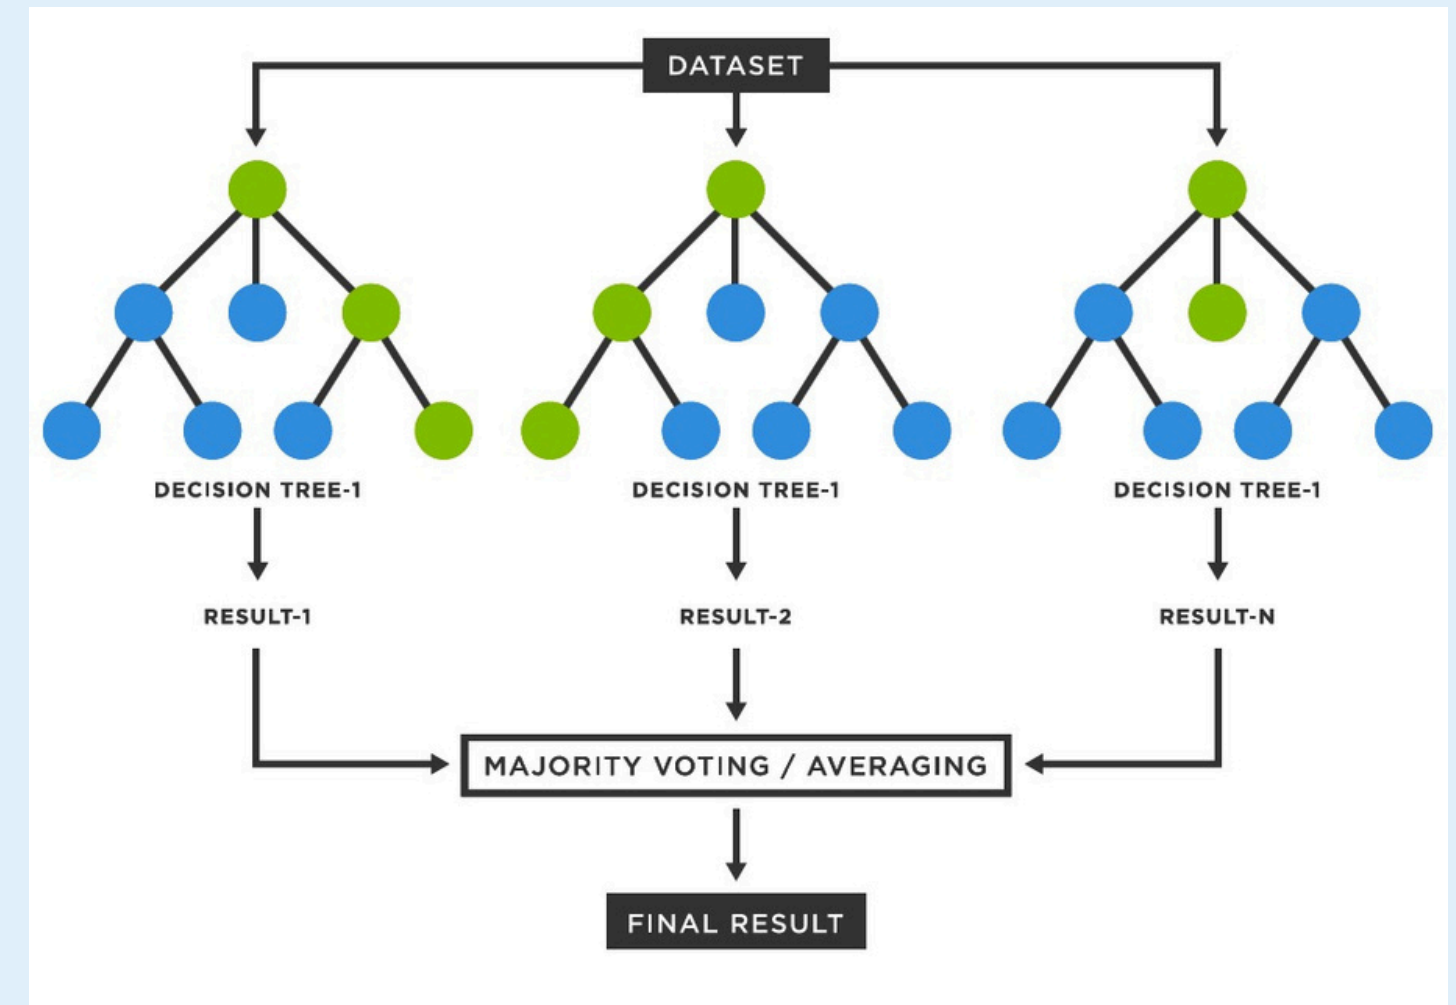 DATASET
DECISION TREE-1
DECISION TREE-1
DECISION TREE-1
RESULT-1
RESULT-2
RESULT-N
MAJORITY VOTING / AVERAGING
FINAL RESULT